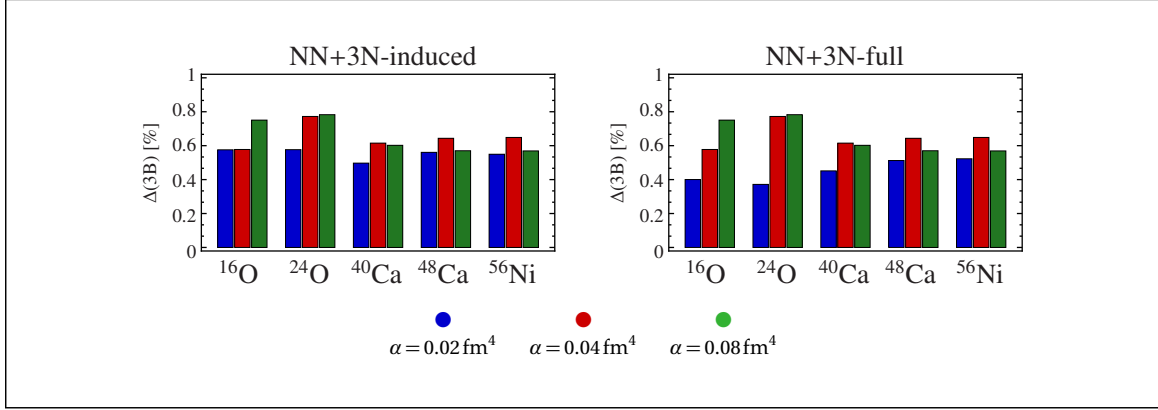 NN+3N-induced
1
0.8
0.6
0.4
0.2
0
Δ(3B) [%]
¹⁶O ²⁴O ⁴⁰Ca ⁴⁸Ca ⁵⁶Ni
NN+3N-full
1
0.8
0.6
0.4
0.2
0
Δ(3B) [%]
¹⁶O ²⁴O ⁴⁰Ca ⁴⁸Ca ⁵⁶Ni
α = 0.02 fm⁴ α = 0.04 fm⁴ α = 0.08 fm⁴